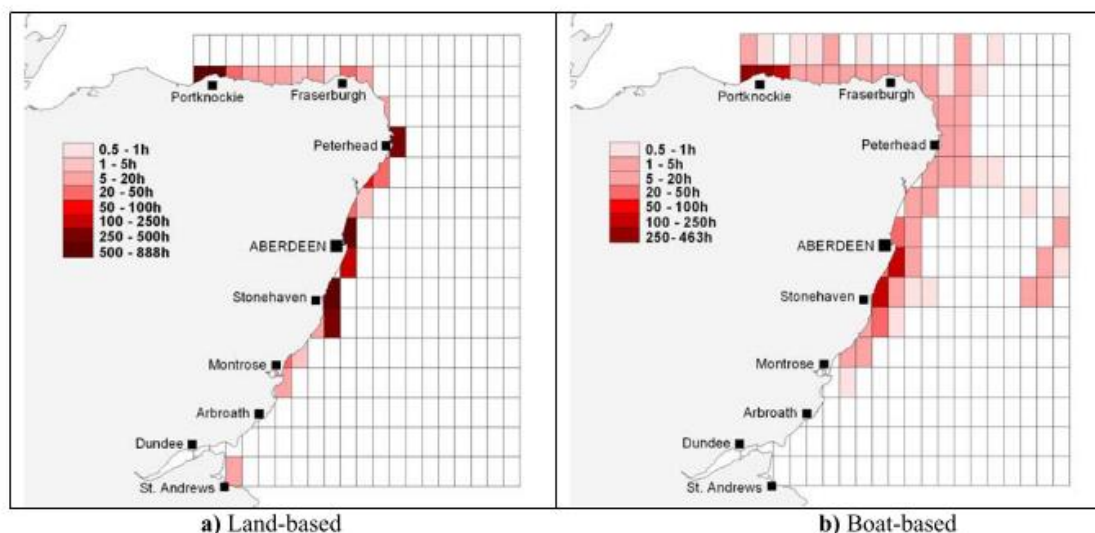 Portknockie
Fraserburgh
Peterhead
0.5 - 1h
1 - 5h
5 - 20h
20 - 50h
50 - 100h
100 - 250h
250 - 500h
500 - 888h
ABERDEEN
Stonehaven
Montrose
Arbroath
Dundee
St. Andrews
a) Land-based
Portknockie
Fraserburgh
Peterhead
0.5 - 1h
1 - 5h
5 - 20h
20 - 50h
50 - 100h
100 - 250h
250-463h
ABERDEEN
Stonehaven
Montrose
Arbroath
Dundee
St. Andrews
b) Boat-based